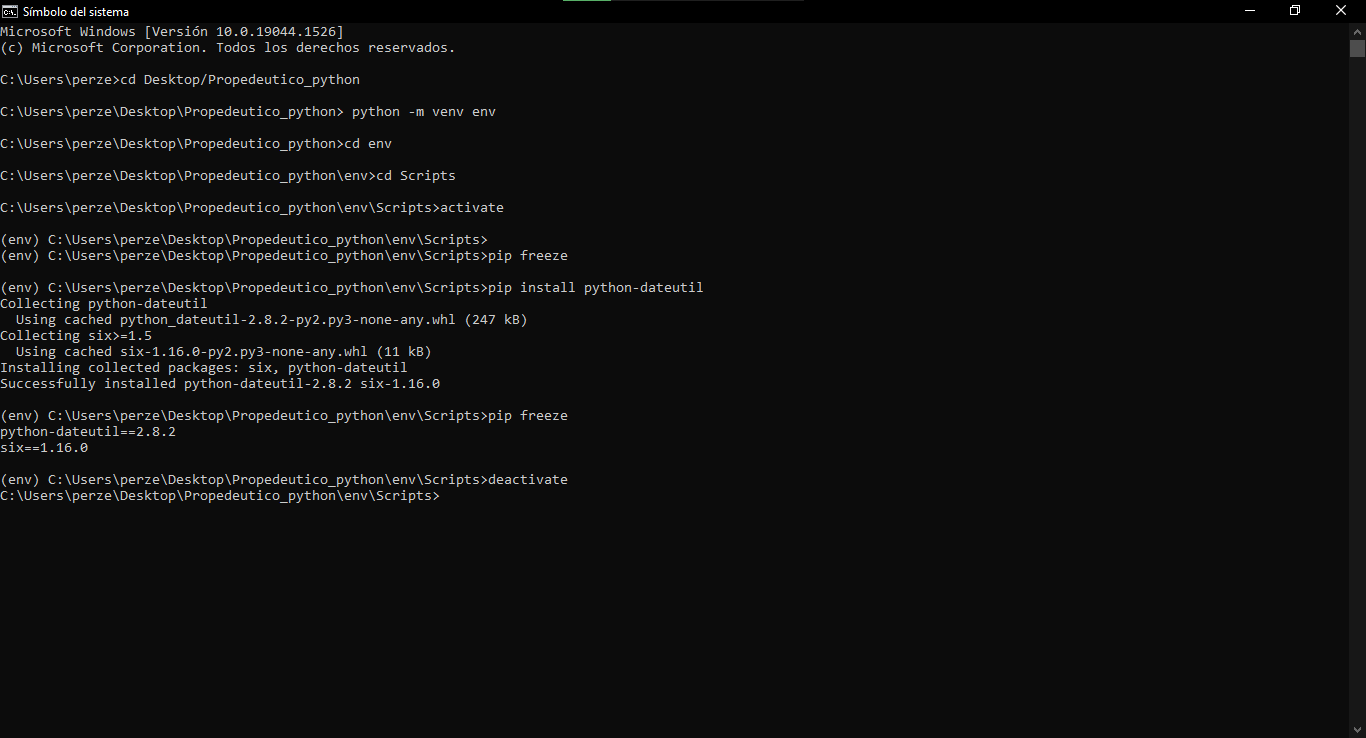 Símbolo del sistema
Microsoft Windows [Versión 10.0.19044.1526]
(c) Microsoft Corporation. Todos los derechos reservados.
C:\Users\perze>cd Desktop/Propedeutico_python
C:\Users\perze\Desktop\Propedeutico_python> python -m venv env
C:\Users\perze\Desktop\Propedeutico_python>cd env
C:\Users\perze\Desktop\Propedeutico_python\env>cd Scripts
C:\Users\perze\Desktop\Propedeutico_python\env\Scripts>activate
(env) C:\Users\perze\Desktop\Propedeutico_python\env\Scripts>
(env) C:\Users\perze\Desktop\Propedeutico_python\env\Scripts>pip freeze
(env) C:\Users\perze\Desktop\Propedeutico_python\env\Scripts>pip install python-dateutil
Collecting python-dateutil
  Using cached python_dateutil-2.8.2-py2.py3-none-any.whl (247 kB)
Collecting six>=1.5
  Using cached six-1.16.0-py2.py3-none-any.whl (11 kB)
Installing collected packages: six, python-dateutil
Successfully installed python-dateutil-2.8.2 six-1.16.0
(env) C:\Users\perze\Desktop\Propedeutico_python\env\Scripts>pip freeze
python-dateutil==2.8.2
six==1.16.0
(env) C:\Users\perze\Desktop\Propedeutico_python\env\Scripts>deactivate
C:\Users\perze\Desktop\Propedeutico_python\env\Scripts>